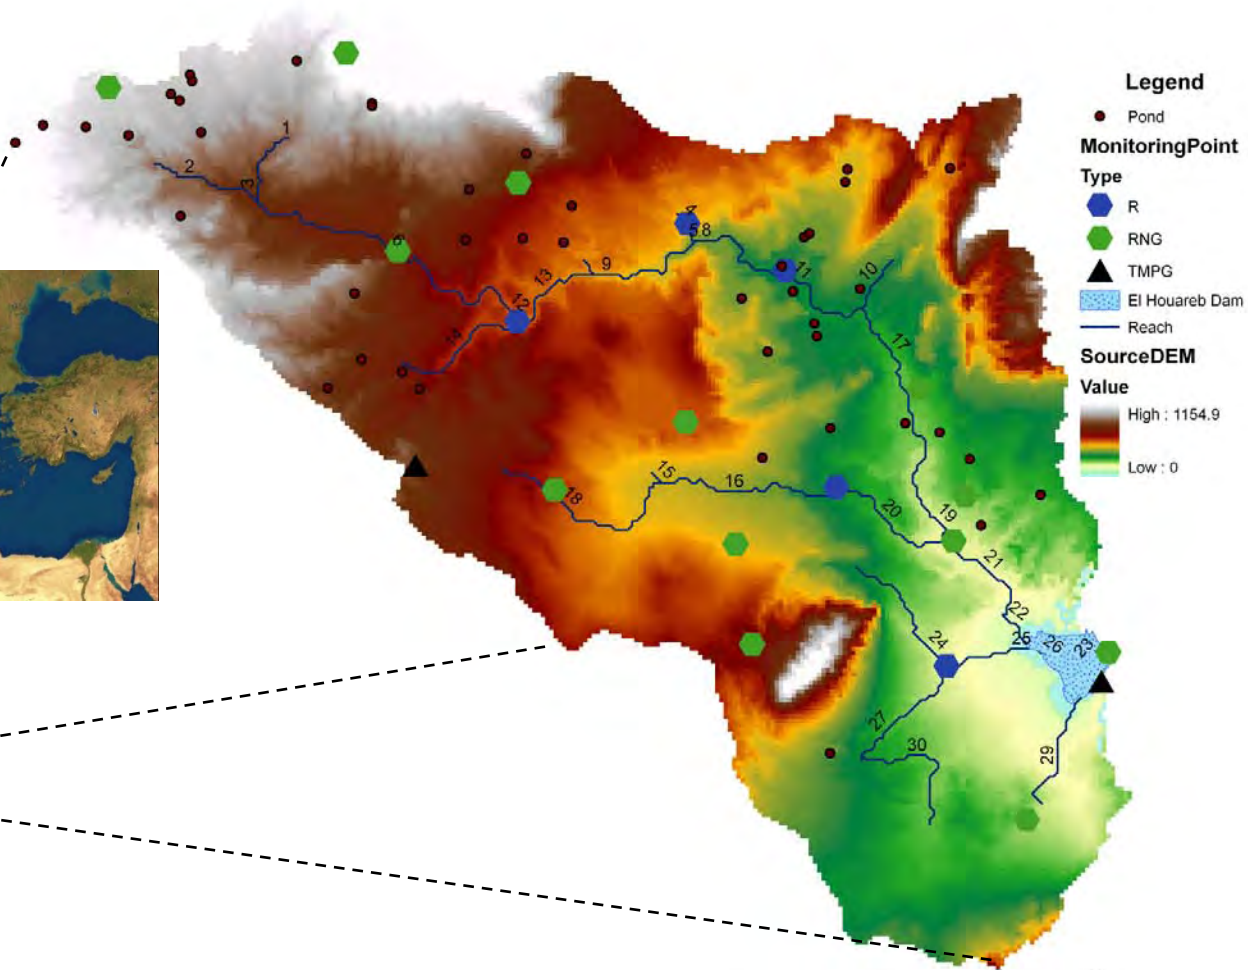 Legend
Pond
MonitoringPoint
Type
R
RNG
TMPG
El Houareb Dam
Reach
SourceDEM
Value
High : 1154.9
Low : 0
1
2
3
4
5
8
6
9
10
11
12
13
14
15
16
17
18
19
20
21
22
25
26
23
24
27
30
29